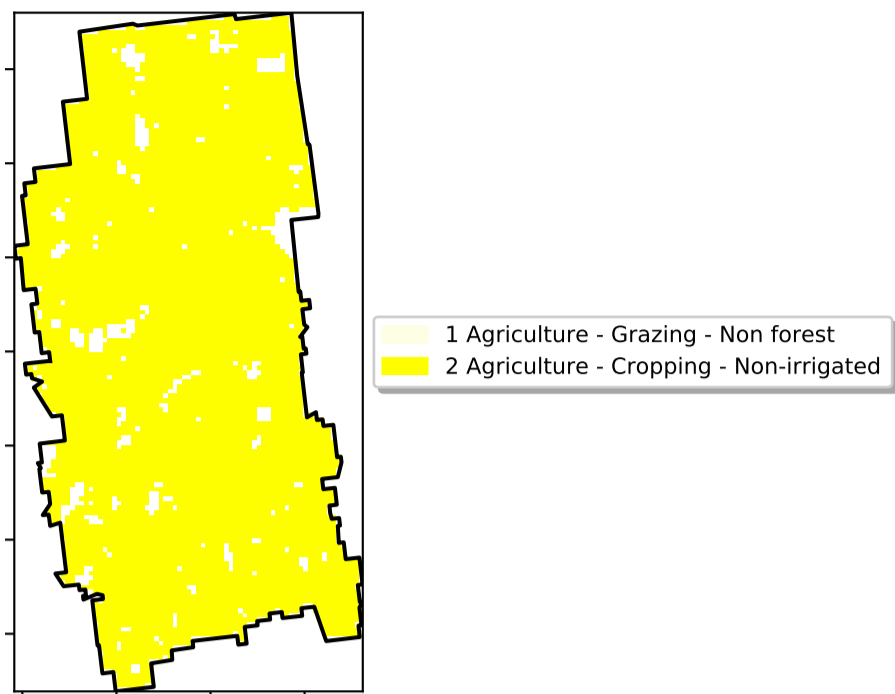 1 Agriculture - Grazing - Non forest
2 Agriculture - Cropping - Non-irrigated